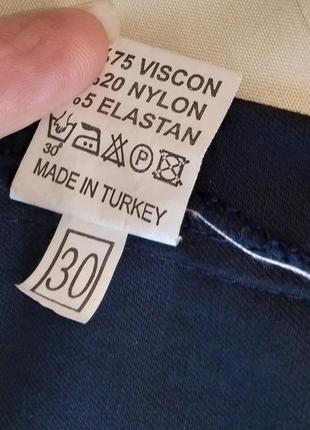 %75 VISCON
%20 NYLON
%5 ELASTAN
30°
P
MADE IN TURKEY
30